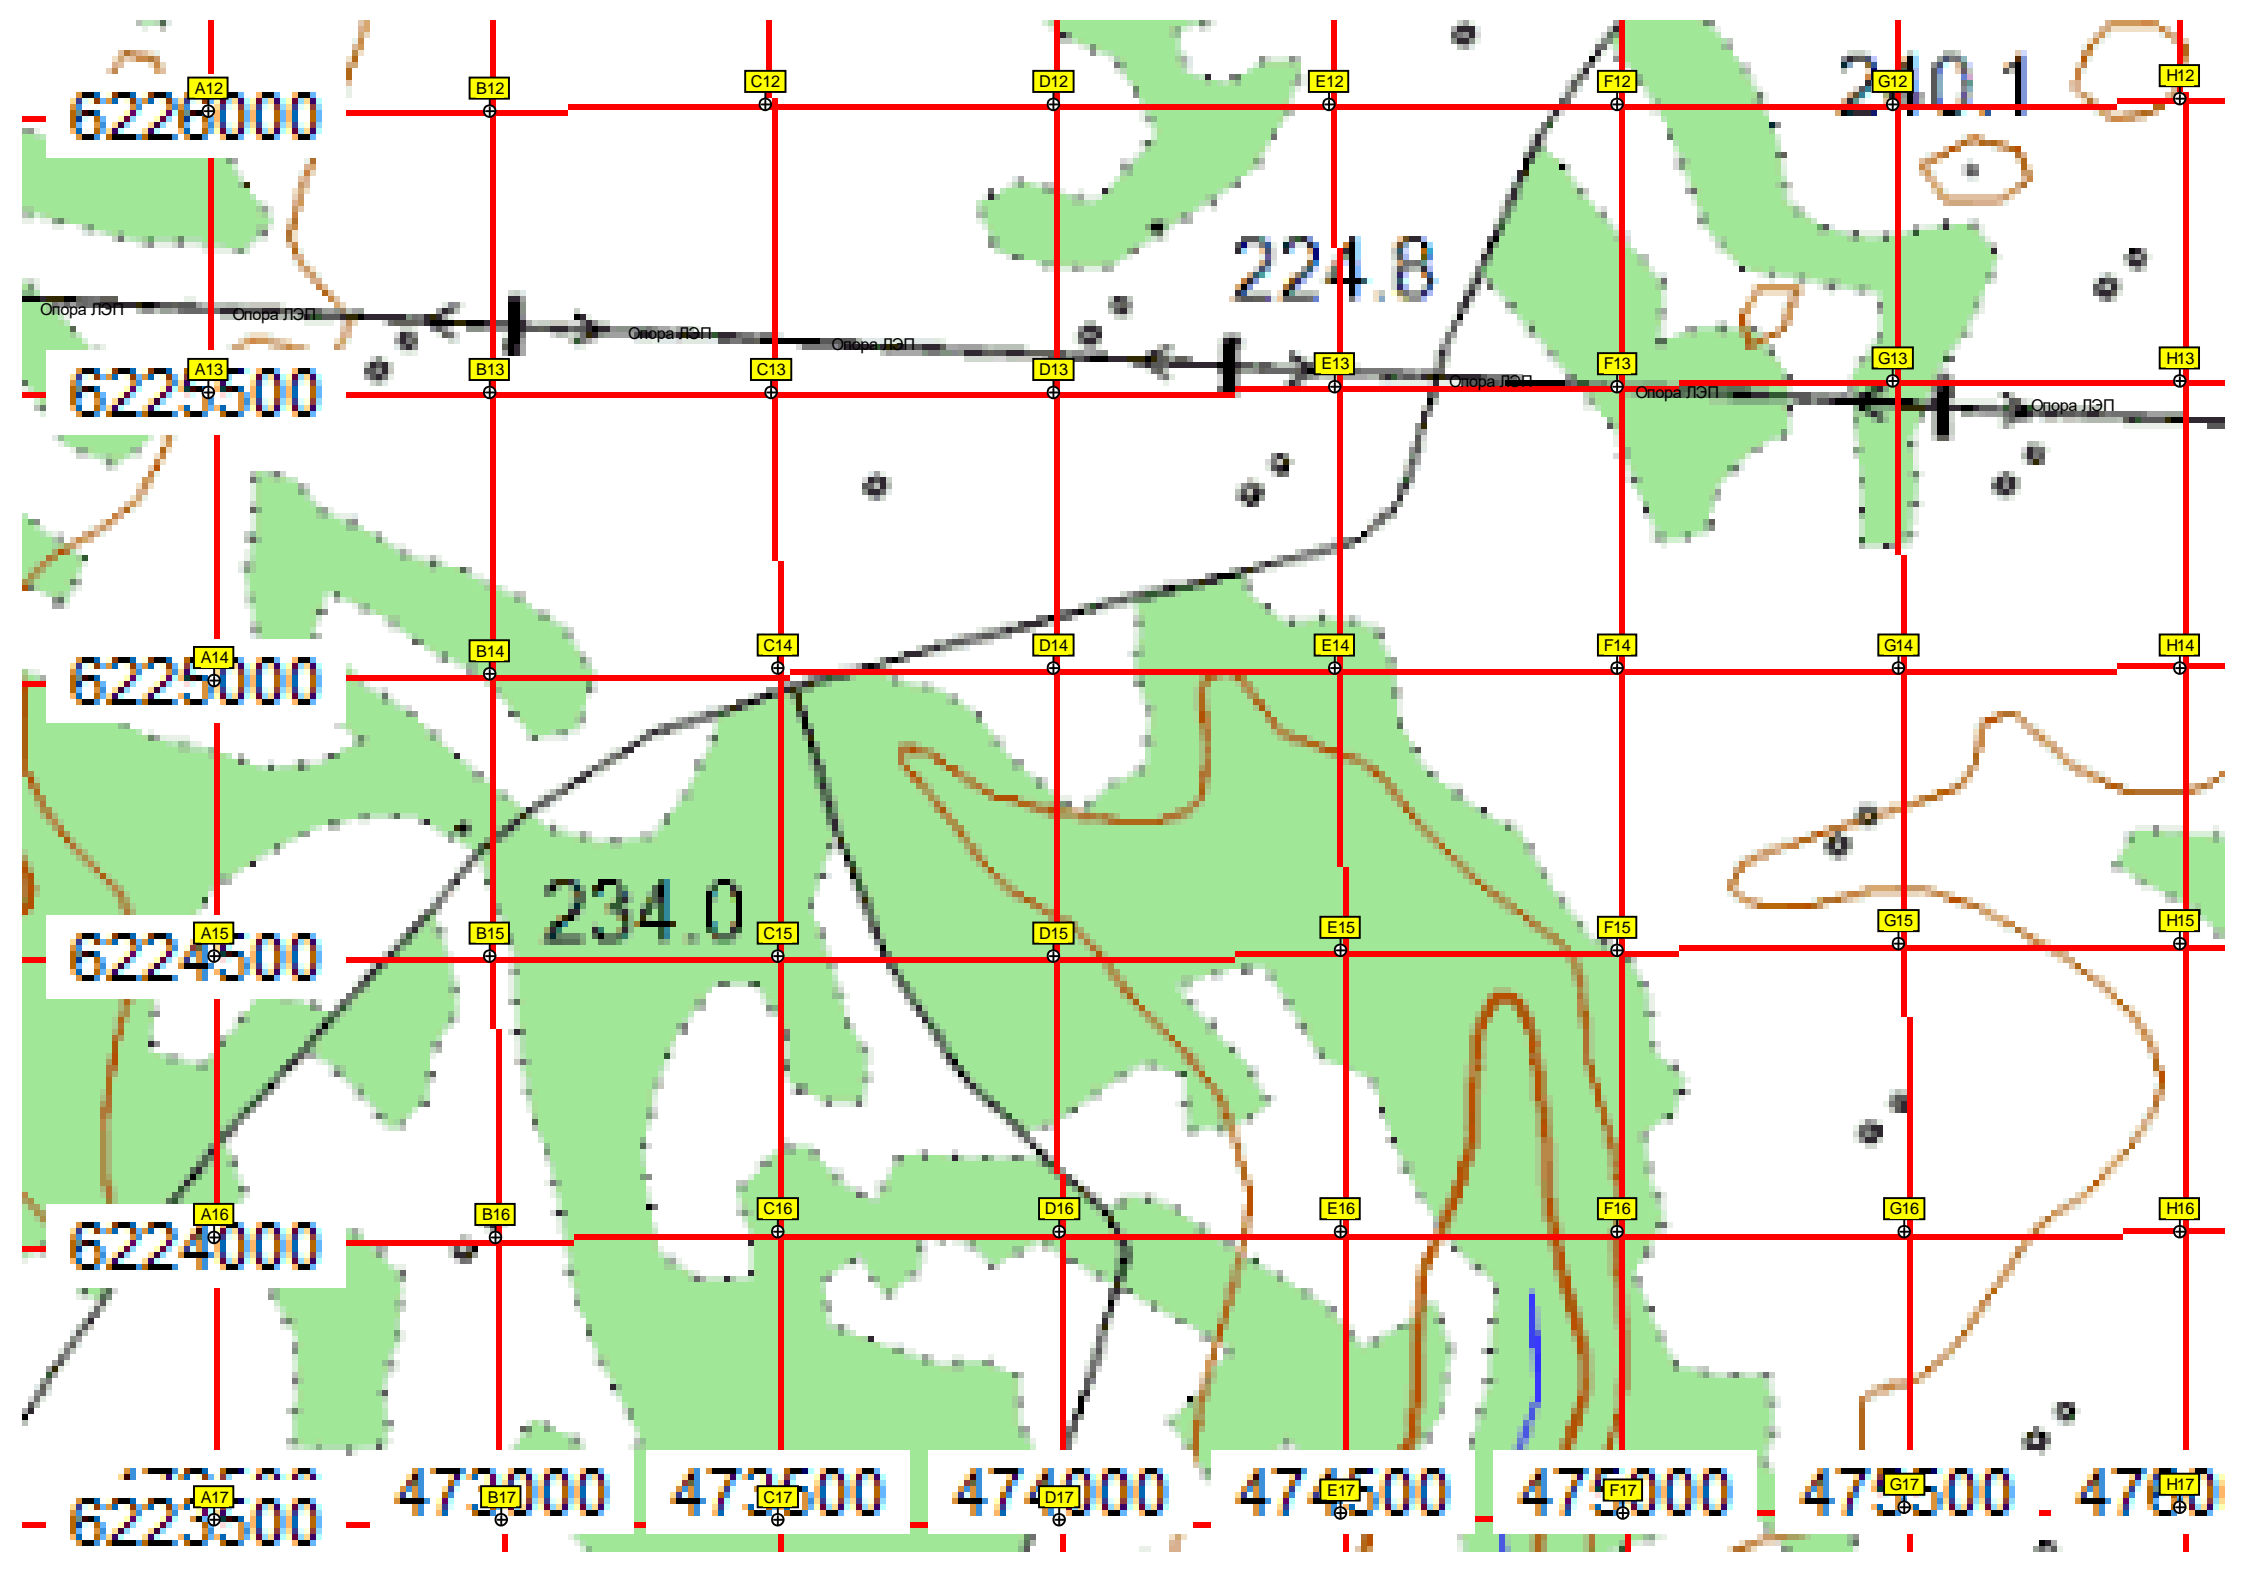 A12 B12 C12 D12 E12 F12 G12 H12
6226000
240.1
224.8
Опора ЛЭП Опора ЛЭП Опора ЛЭП Опора ЛЭП Опора ЛЭП Опора ЛЭП Опора ЛЭП
A13 B13 C13 D13 E13 F13 G13 H13
6225500
A14 B14 C14 D14 E14 F14 G14 H14
6225000
234.0
A15 B15 C15 D15 E15 F15 G15 H15
6224500
A16 B16 C16 D16 E16 F16 G16 H16
6224000
473000 473500 474000 474500 475000 475500 4760
A17 B17 C17 D17 E17 F17 G17 H17
6223500